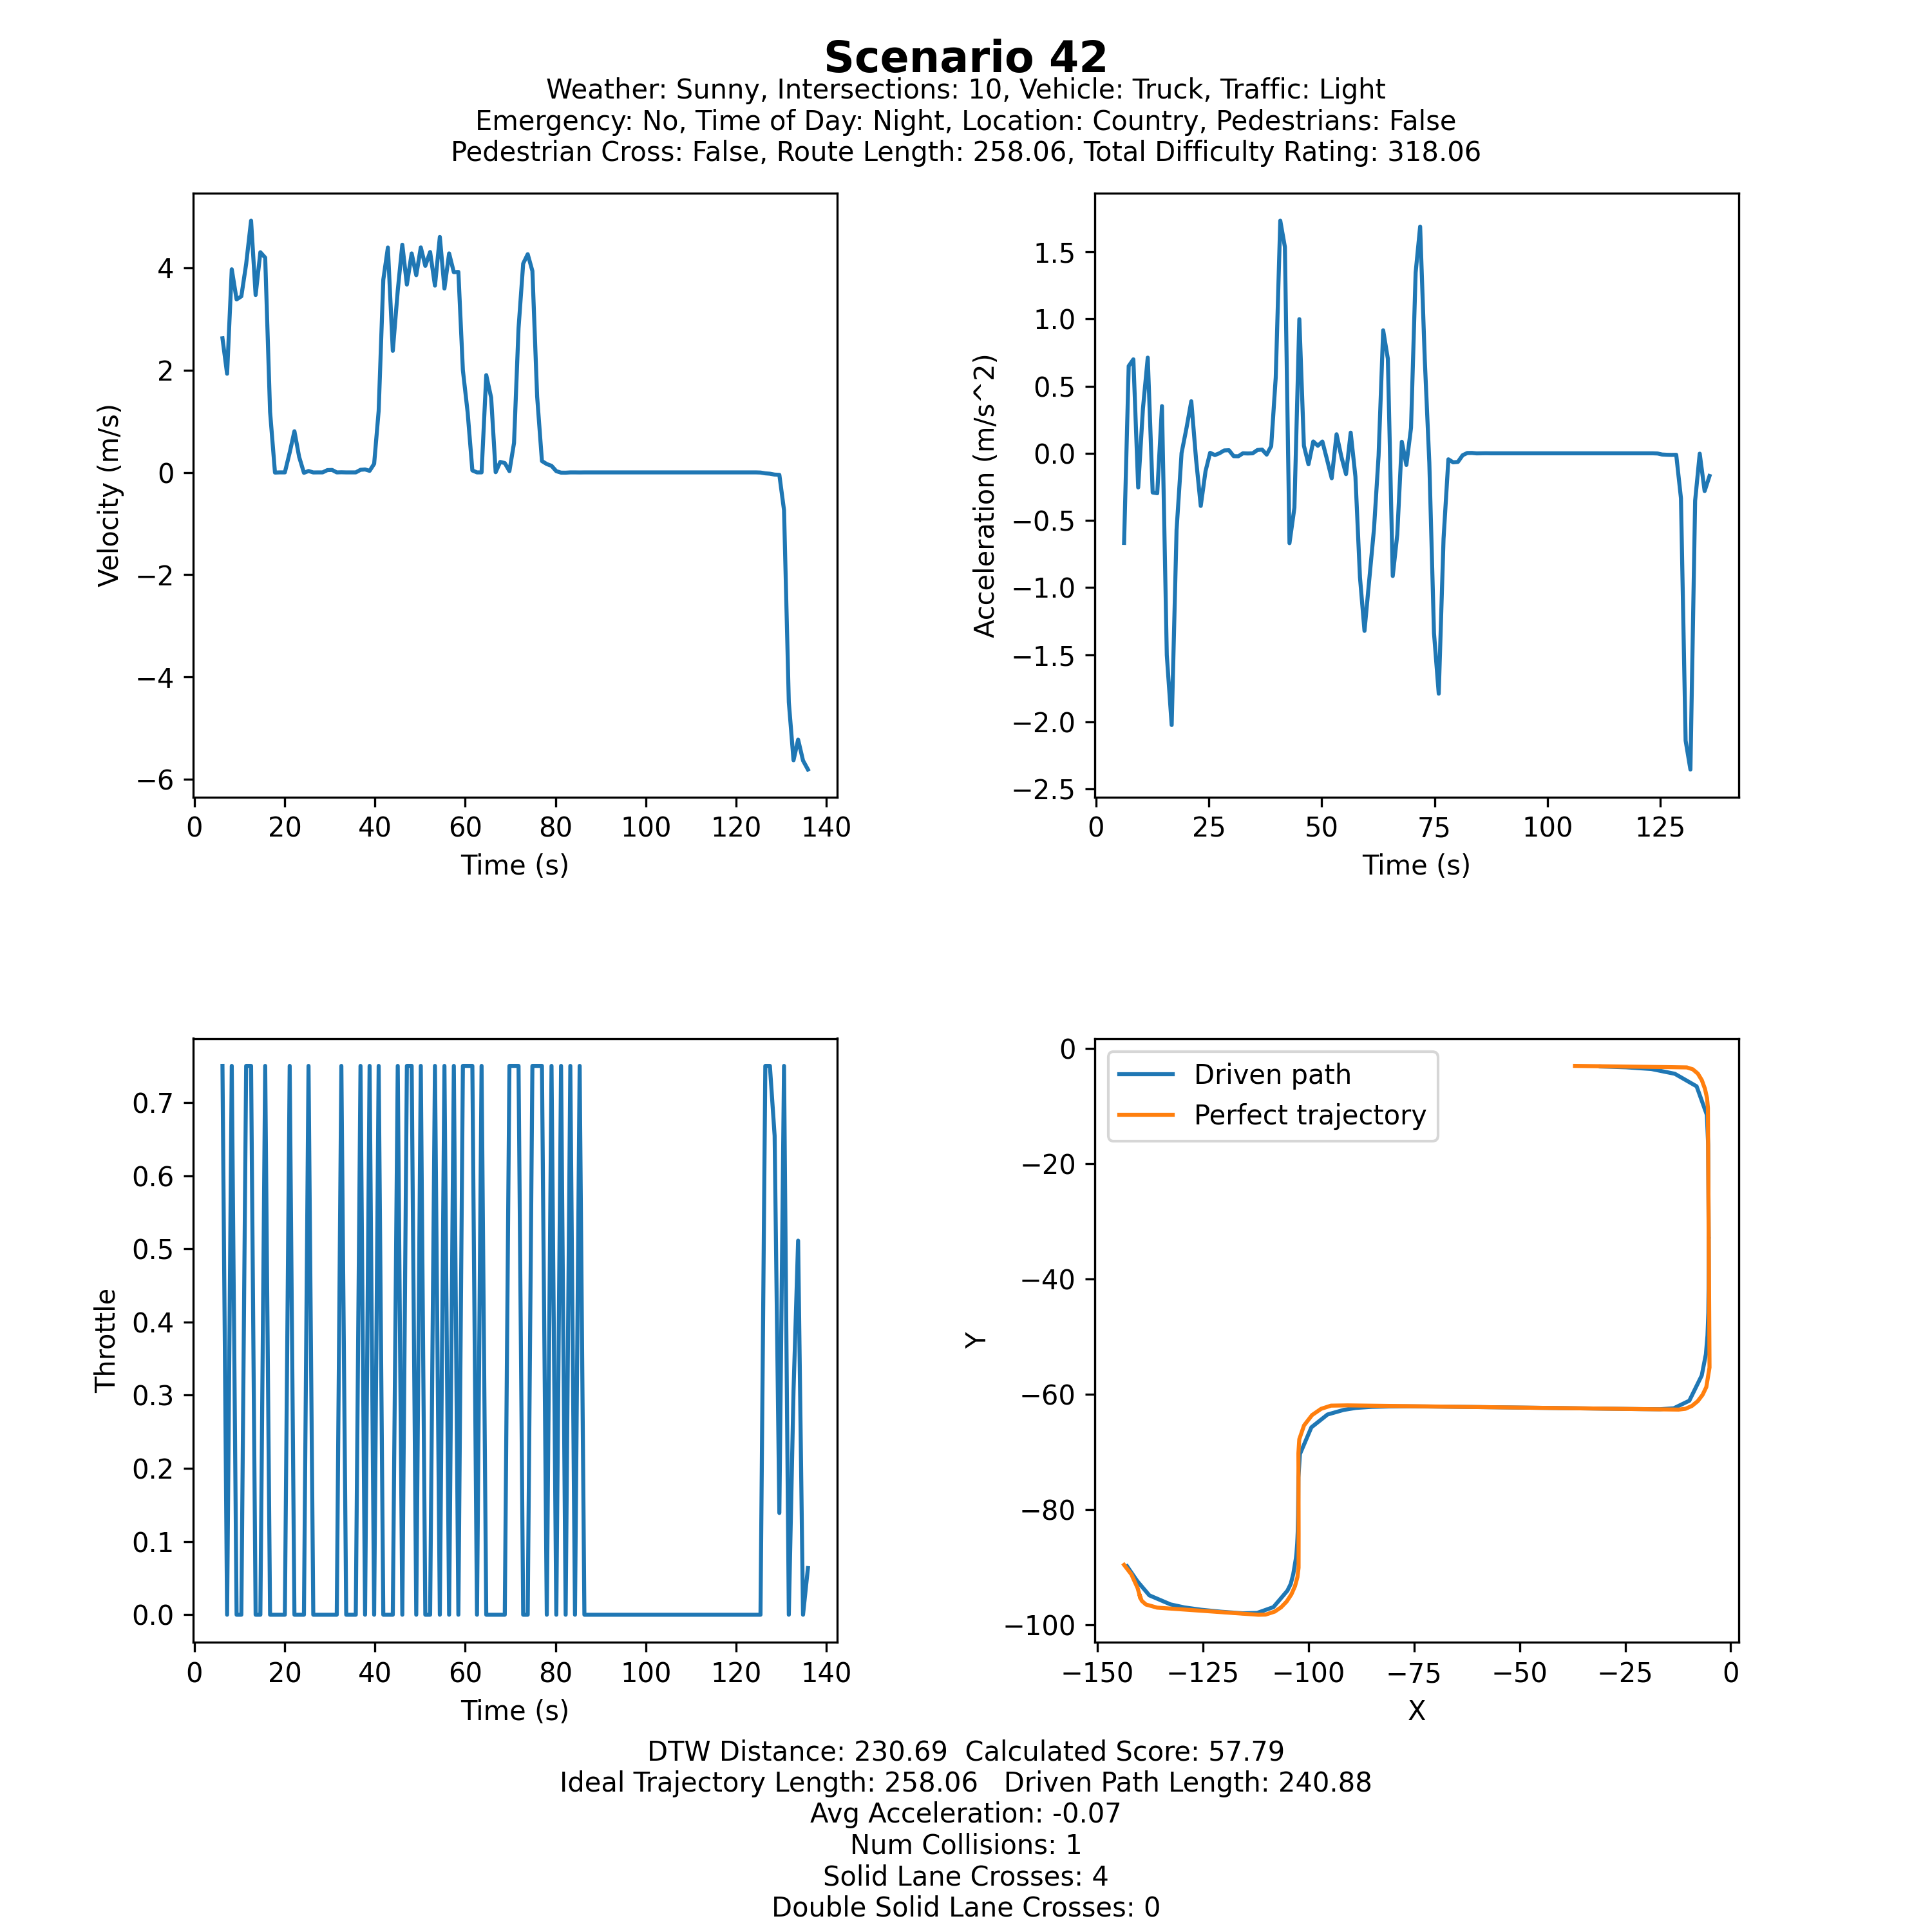 Scenario 42
Weather: Sunny, Intersections: 10, Vehicle: Truck, Traffic: Light
Emergency: No, Time of Day: Night, Location: Country, Pedestrians: False
Pedestrian Cross: False, Route Length: 258.06, Total Difficulty Rating: 318.06
Velocity (m/s)
4
2
0
−2
−4
−6
0 20 40 60 80 100 120 140
Time (s)
Acceleration (m/s^2)
1.5
1.0
0.5
0.0
−0.5
−1.0
−1.5
−2.0
−2.5
0 25 50 75 100 125
Time (s)
Throttle
0.7
0.6
0.5
0.4
0.3
0.2
0.1
0.0
0 20 40 60 80 100 120 140
Time (s)
Y
0
−20
−40
−60
−80
−100
Driven path
Perfect trajectory
−150 −125 −100 −75 −50 −25 0
X
DTW Distance: 230.69 Calculated Score: 57.79
Ideal Trajectory Length: 258.06 Driven Path Length: 240.88
Avg Acceleration: -0.07
Num Collisions: 1
Solid Lane Crosses: 4
Double Solid Lane Crosses: 0